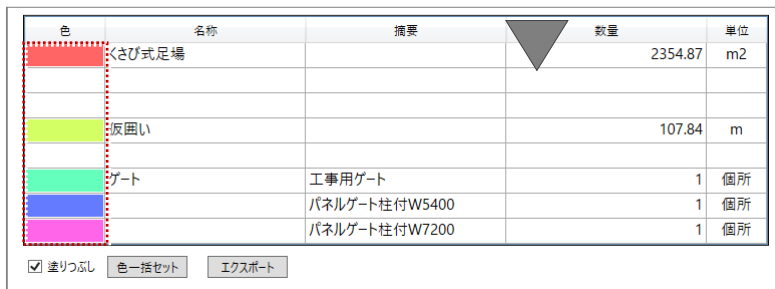 色 名称 摘要 数量 単位
くさび式足場 2354.87 m2
仮囲い 107.84 m
ゲート 工事用ゲート 1 個所
パネルゲート柱付W5400 1 個所
パネルゲート柱付W7200 1 個所
塗りつぶし 色一括セット エクスポート